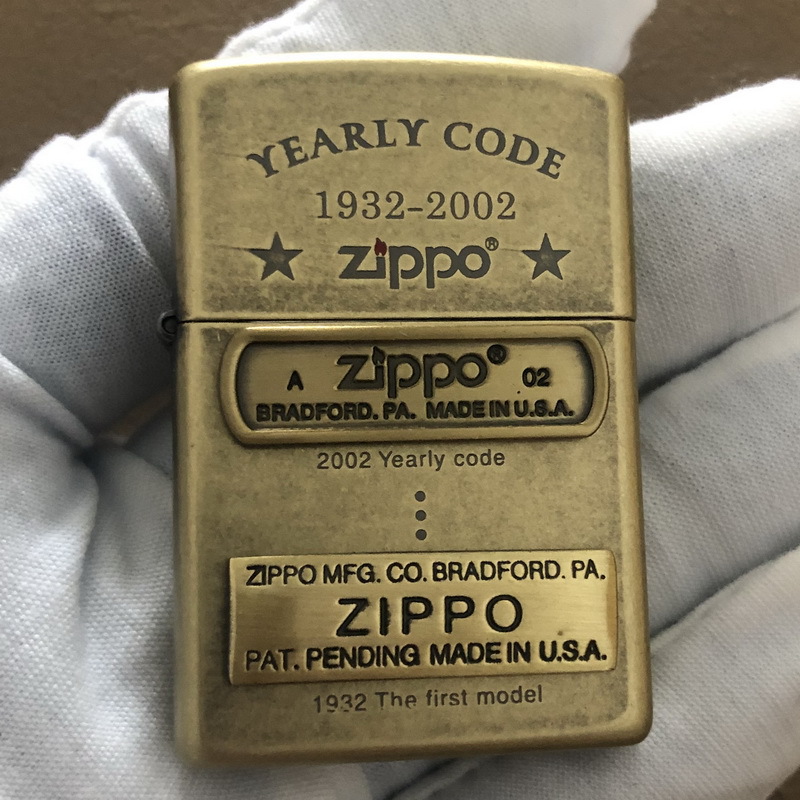 YEARLY CODE
1932-2002
★ zippo® ★
A zippo® 02
BRADFORD. PA. MADE IN U.S.A.
2002 Yearly code
ZIPPO MFG. CO. BRADFORD. PA.
ZIPPO
PAT. PENDING MADE IN U.S.A.
1932 The first model